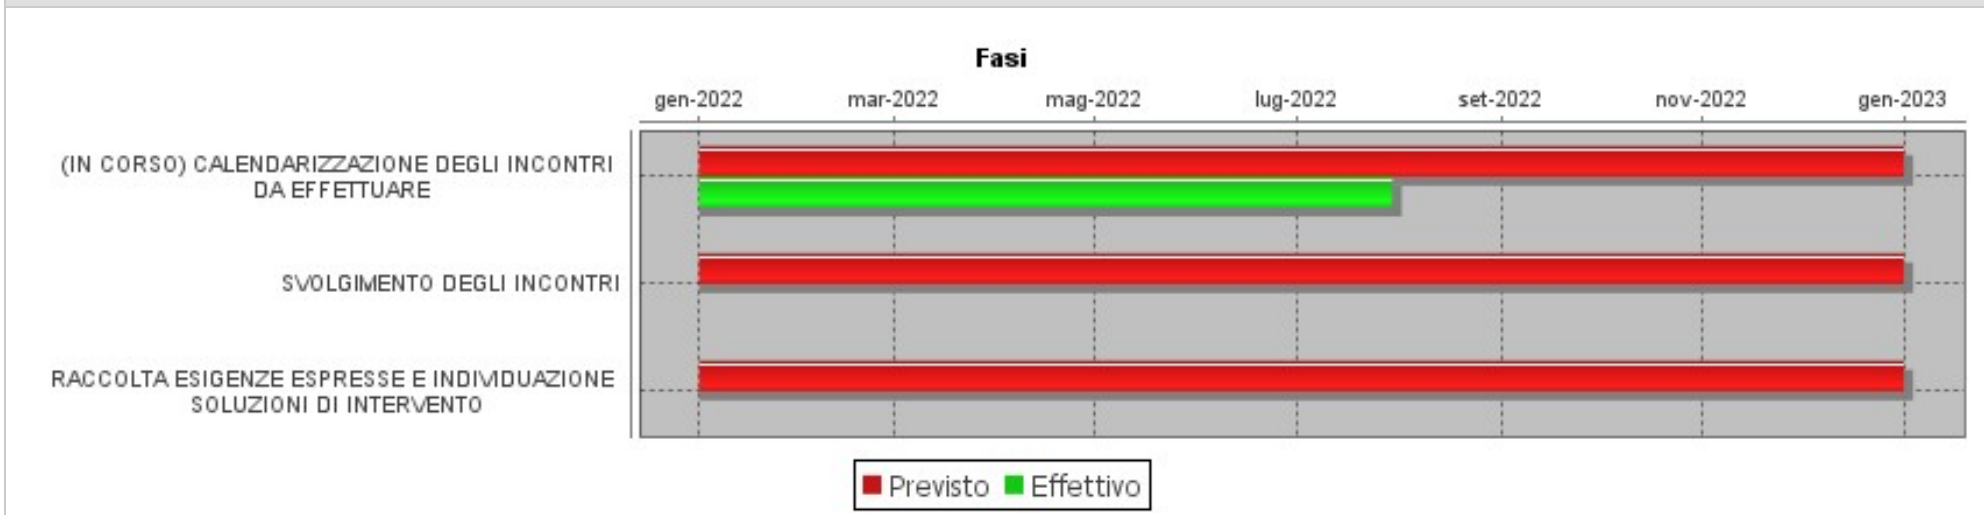 Fasi
gen-2022 mar-2022 mag-2022 lug-2022 set-2022 nov-2022 gen-2023
(IN CORSO) CALENDARIZZAZIONE DEGLI INCONTRI
DA EFFETTUARE
SVOLGIMENTO DEGLI INCONTRI
RACCOLTA ESIGENZE ESPRESSE E INDIVIDUAZIONE
SOLUZIONI DI INTERVENTO
Previsto Effettivo